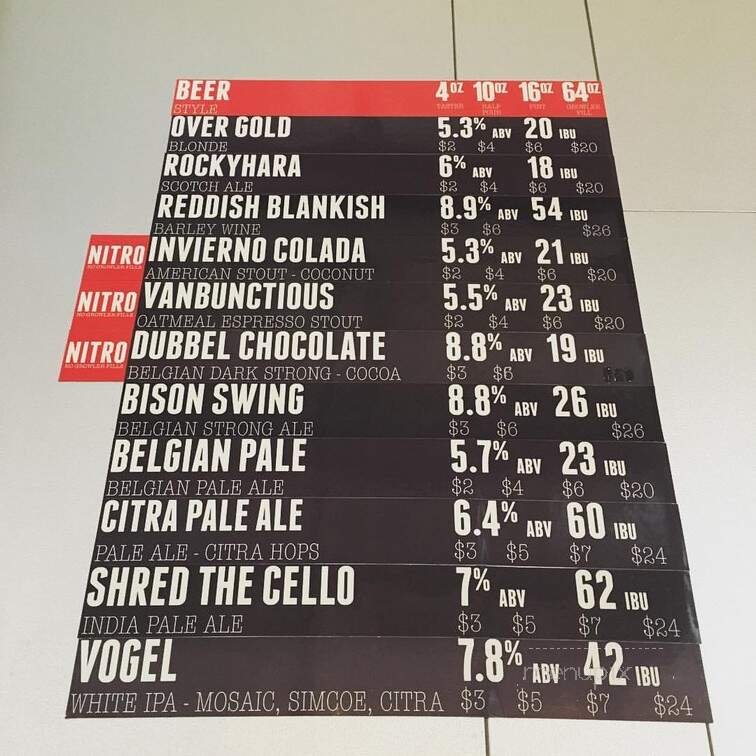 BEER 4OZ 10OZ 16OZ 64OZ
STYLE TASTER HALF POUR PINT GROWLER FILL
OVER GOLD 5.3% ABV 20 IBU
BLONDE $2 $4 $6 $20
ROCKYHARA 6% ABV 18 IBU
SCOTCH ALE $2 $4 $6 $20
REDDISH BLANKISH 8.9% ABV 54 IBU
BARLEY WINE $3 $6 $26
NITRO INVIERNO COLADA 5.3% ABV 21 IBU
NO GROWLER FILLS AMERICAN STOUT - COCONUT $2 $4 $6 $20
NITRO VANBUNCTIOUS 5.5% ABV 23 IBU
NO GROWLER FILLS OATMEAL ESPRESSO STOUT $2 $4 $6 $20
NITRO DUBBEL CHOCOLATE 8.8% ABV 19 IBU
NO GROWLER FILLS BELGIAN DARK STRONG - COCOA $3 $6
BISON SWING 8.8% ABV 26 IBU
BELGIAN STRONG ALE $3 $6 $26
BELGIAN PALE 5.7% ABV 23 IBU
BELGIAN PALE ALE $2 $4 $6 $20
CITRA PALE ALE 6.4% ABV 60 IBU
PALE ALE - CITRA HOPS $3 $5 $7 $24
SHRED THE CELLO 7% ABV 62 IBU
INDIA PALE ALE $3 $5 $7 $24
VOGEL 7.8% ABV 42 IBU
menupix
WHITE IPA - MOSAIC, SIMCOE, CITRA $3 $5 $7 $24